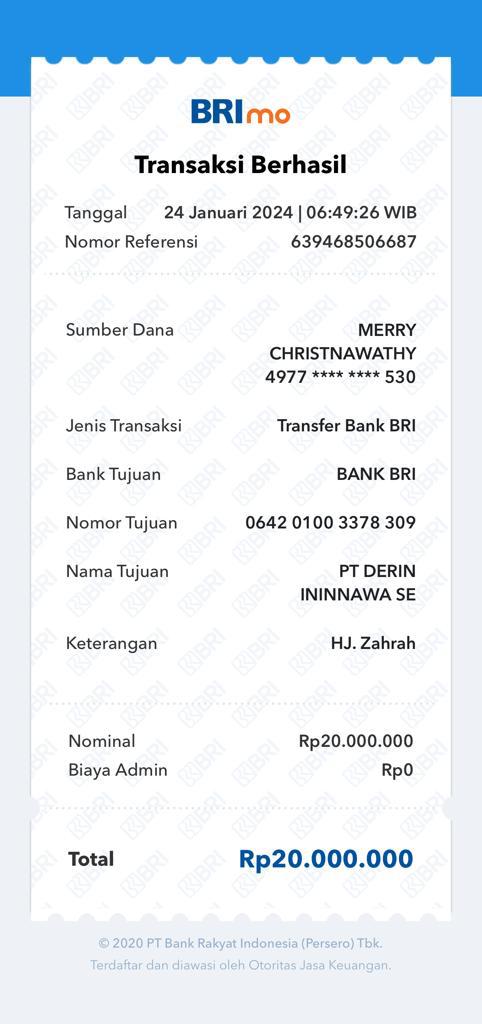 BRImo
Transaksi Berhasil
Tanggal 24 Januari 2024 | 06:49:26 WIB
Nomor Referensi 639468506687
Sumber Dana MERRY
CHRISTNAWATHY
4977 **** **** 530
Jenis Transaksi Transfer Bank BRI
Bank Tujuan BANK BRI
Nomor Tujuan 0642 0100 3378 309
Nama Tujuan PT DERIN
ININNAWA SE
Keterangan HJ. Zahrah
Nominal Rp20.000.000
Biaya Admin Rp0
Total Rp20.000.000
© 2020 PT Bank Rakyat Indonesia (Persero) Tbk.
Terdaftar dan diawasi oleh Otoritas Jasa Keuangan.